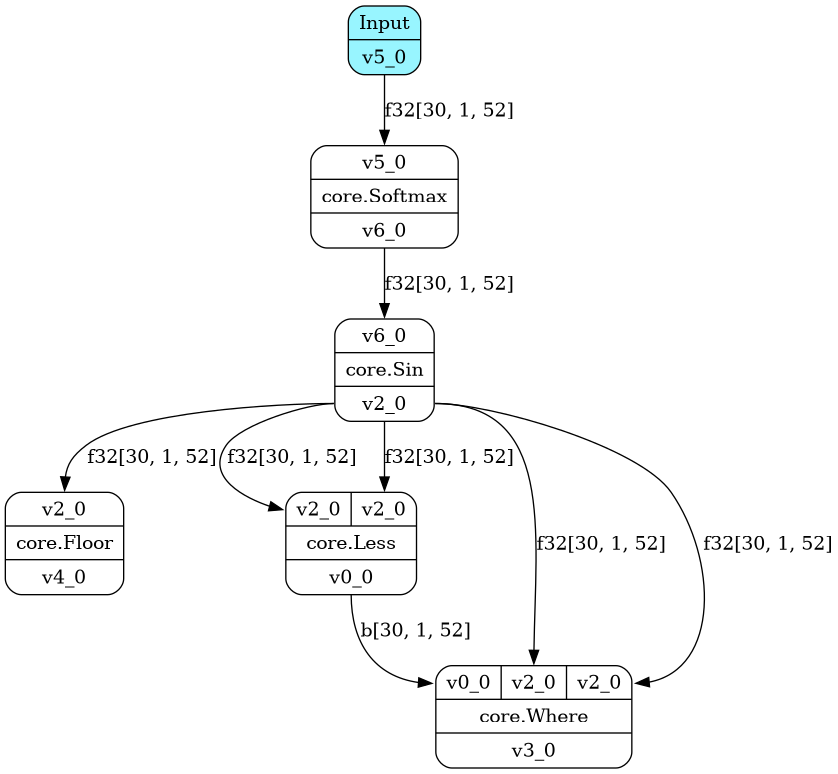 Input
v5_0
f32[30, 1, 52]
v5_0
core.Softmax
v6_0
f32[30, 1, 52]
v6_0
core.Sin
v2_0
f32[30, 1, 52] f32[30, 1, 52] f32[30, 1, 52]
v2_0
core.Floor
v4_0
v2_0 v2_0
core.Less
v0_0
f32[30, 1, 52] f32[30, 1, 52]
b[30, 1, 52]
v0_0 v2_0 v2_0
core.Where
v3_0